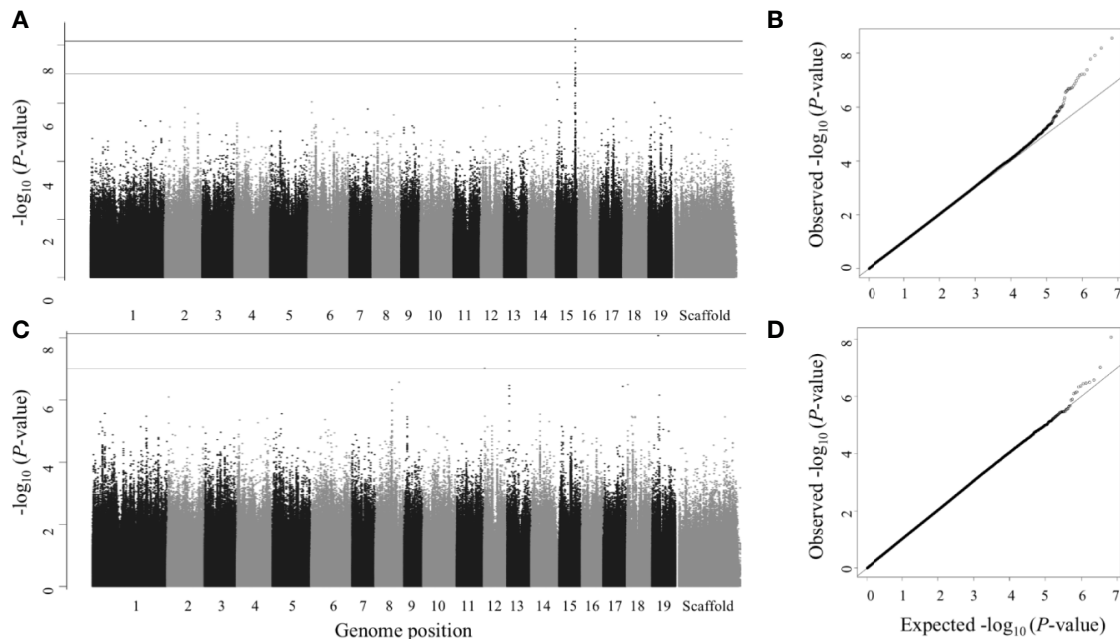 A
-log10 (P-value)
8
6
4
2
0
1 2 3 4 5 6 7 8 9 10 11 12 13 14 15 16 17 18 19 Scaffold
B
Observed -log10 (P-value)
8
6
4
2
0
0 1 2 3 4 5 6 7
C
-log10 (P-value)
8
6
4
2
0
1 2 3 4 5 6 7 8 9 10 11 12 13 14 15 16 17 18 19 Scaffold
Genome position
D
Observed -log10 (P-value)
8
6
4
2
0
0 1 2 3 4 5 6 7
Expected -log10 (P-value)